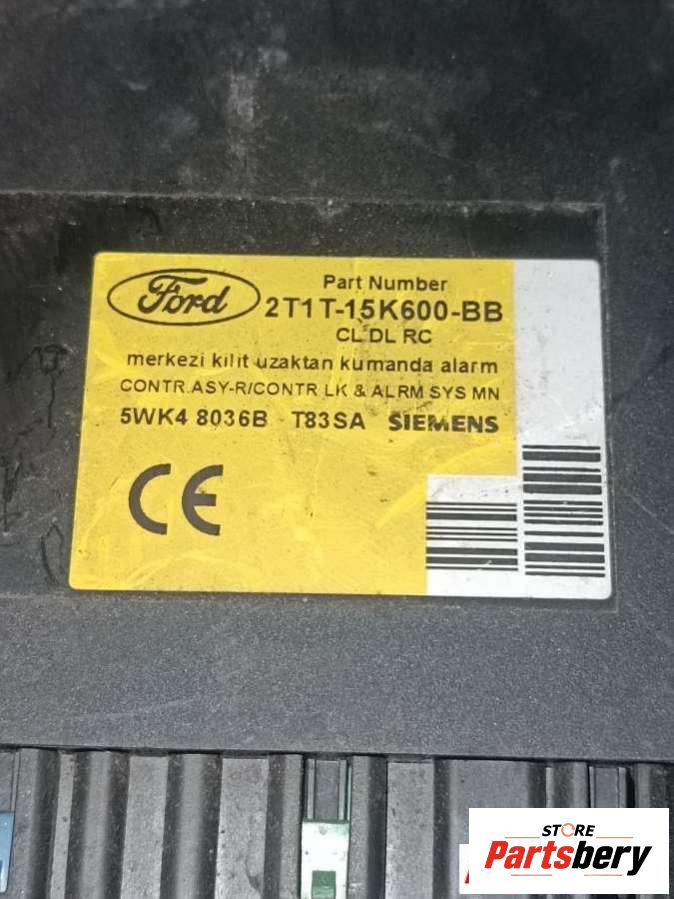 Ford
Part Number
2T1T-15K600-BB
CL DL RC
merkezi kilit uzaktan kumanda alarm
CONTR.ASY-R/CONTR LK & ALRM SYS MN
5WK4 8036B T83SA SIEMENS
CE
STORE
Partsbery